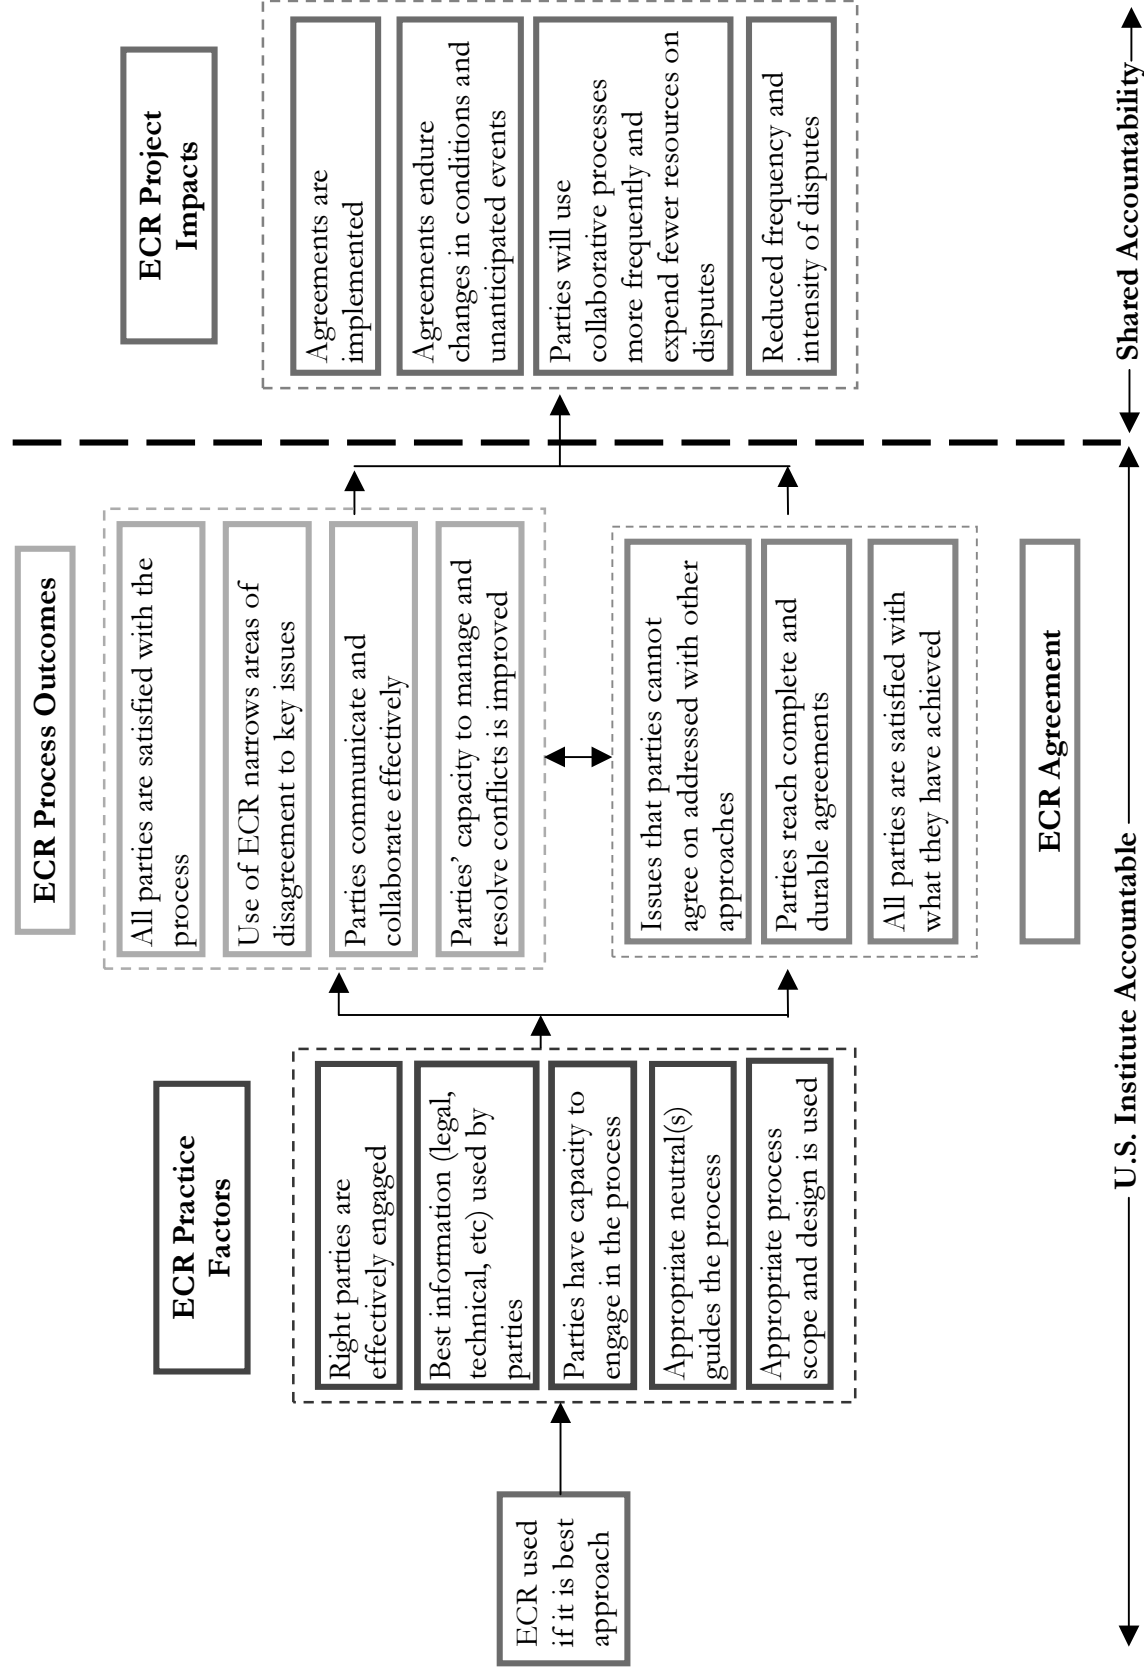 ECR used
if it is best
approach
ECR Practice
Factors
Right parties are
effectively engaged
Best information (legal,
technical, etc) used by
parties
Parties have capacity to
engage in the process
Appropriate neutral(s)
guides the process
Appropriate process
scope and design is used
ECR Process Outcomes
All parties are satisfied with the
process
Use of ECR narrows areas of
disagreement to key issues
Parties communicate and
collaborate effectively
Parties’ capacity to manage and
resolve conflicts is improved
Issues that parties cannot
agree on addressed with other
approaches
Parties reach complete and
durable agreements
All parties are satisfied with
what they have achieved
ECR Agreement
ECR Project
Impacts
Agreements are
implemented
Agreements endure
changes in conditions and
unanticipated events
Parties will use
collaborative processes
more frequently and
expend fewer resources on
disputes
Reduced frequency and
intensity of disputes
U.S. Institute Accountable
Shared Accountability